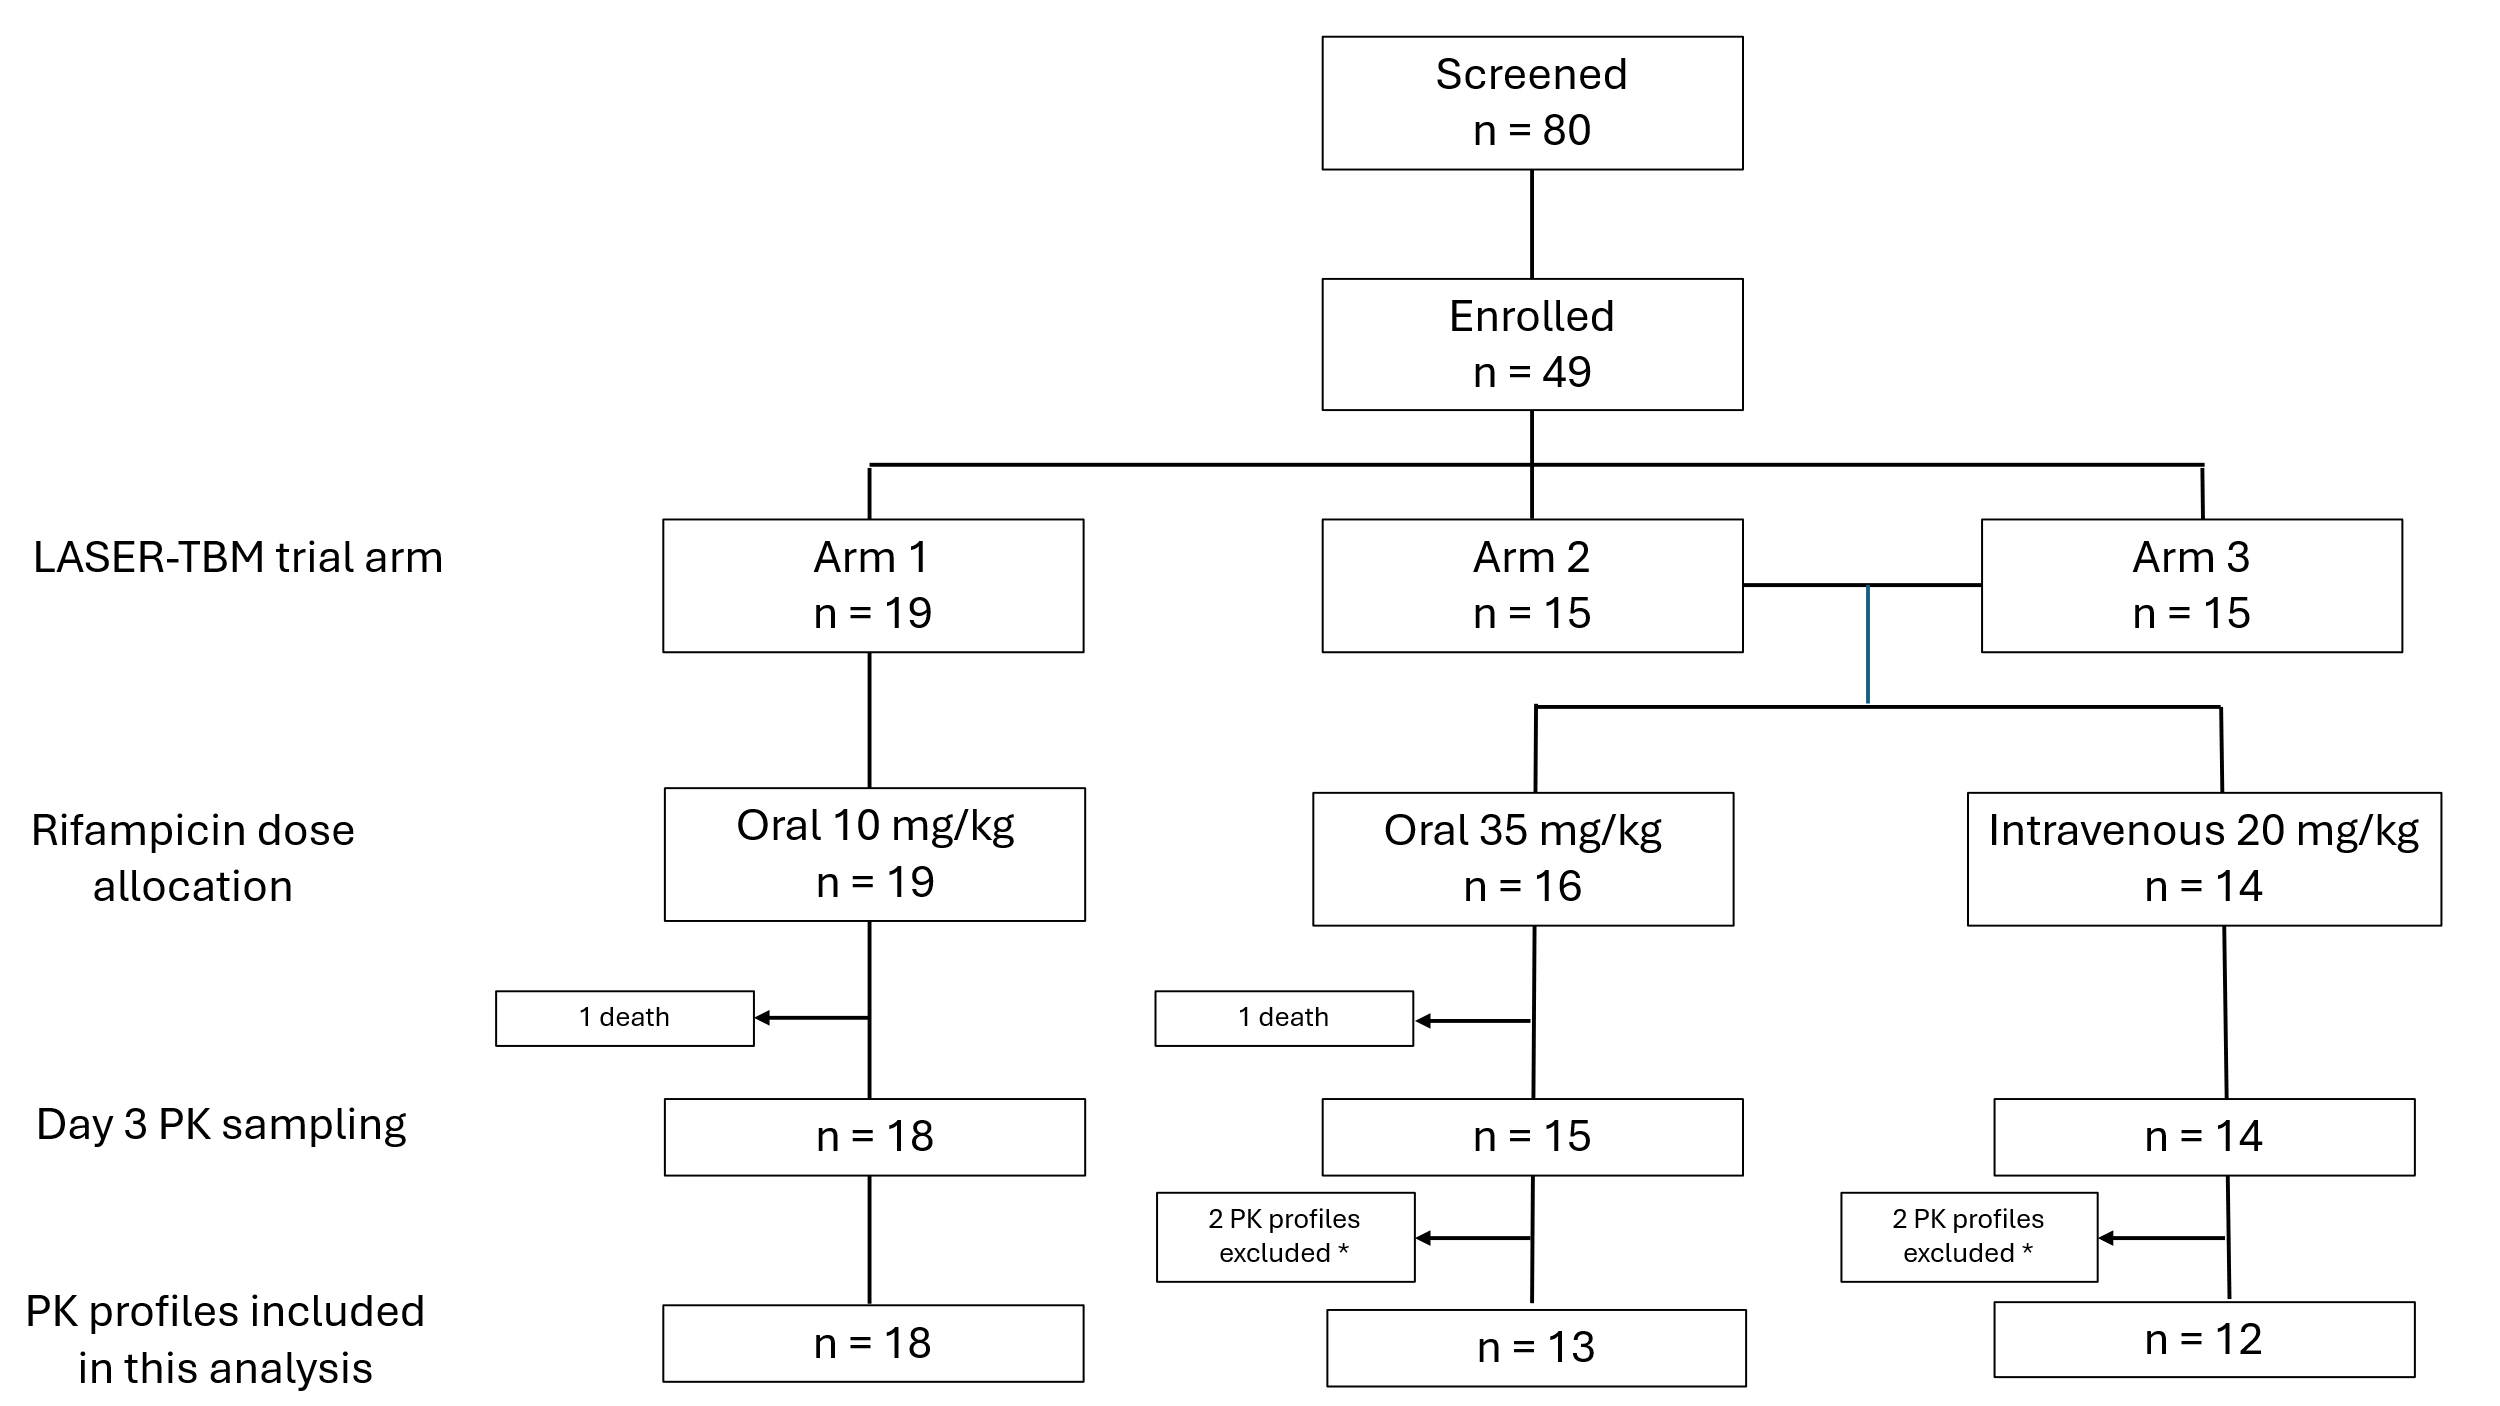 Screened
n = 80
Enrolled
n = 49
LASER-TBM trial arm
Arm 1
n = 19
Arm 2
n = 15
Arm 3
n = 15
Rifampicin dose
allocation
Oral 10 mg/kg
n = 19
Oral 35 mg/kg
n = 16
Intravenous 20 mg/kg
n = 14
1 death
1 death
Day 3 PK sampling
n = 18
n = 15
n = 14
2 PK profiles
excluded *
2 PK profiles
excluded *
PK profiles included
in this analysis
n = 18
n = 13
n = 12